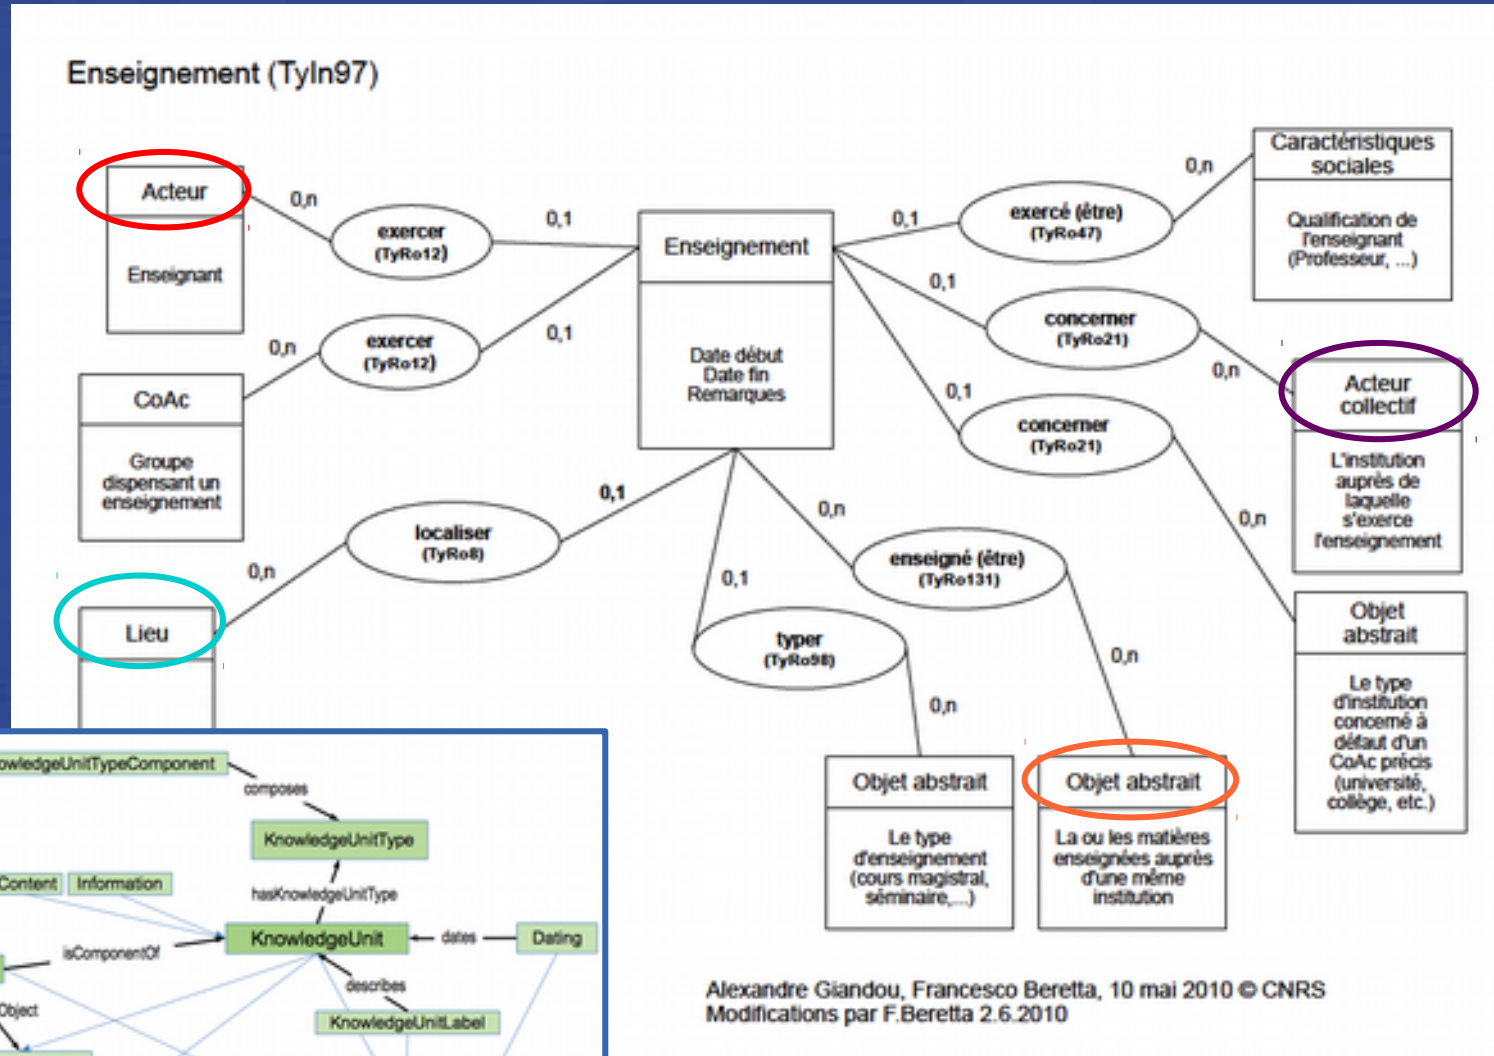 Enseignement (TyIn97)
Acteur
Enseignant
0,n
exercer
(TyRo12)
0,1
CoAc
Groupe
dispensant un
enseignement
0,n
exercer
(TyRo12)
0,1
Lieu
0,n
localiser
(TyRo8)
0,1
Enseignement
Date début
Date fin
Remarques
0,1
exercé (être)
(TyRo47)
0,n
Caractéristiques
sociales
Qualification de
l'enseignant
(Professeur, ...)
0,1
concerner
(TyRo21)
0,n
Acteur
collectif
L'institution
auprès de
laquelle
s'exerce
l'enseignement
0,1
concerner
(TyRo21)
0,n
Objet
abstrait
Le type
d'institution
concerné à
défaut d'un
CoAc précis
(université,
collège, etc.)
0,n
enseigné (être)
(TyRo131)
0,n
Objet abstrait
La ou les matières
enseignées auprès
d'une même
institution
0,1
typer
(TyRo98)
0,n
Objet abstrait
Le type
d'enseignement
(cours magistral,
séminaire,...)
owledgeUnitTypeComponent
composes
KnowledgeUnitType
Content
Information
hasKnowledgeUnitType
KnowledgeUnit
dates
Dating
isComponentOf
describes
Object
KnowledgeUnitLabel
Alexandre Giandou, Francesco Beretta, 10 mai 2010 © CNRS
Modifications par F.Beretta 2.6.2010